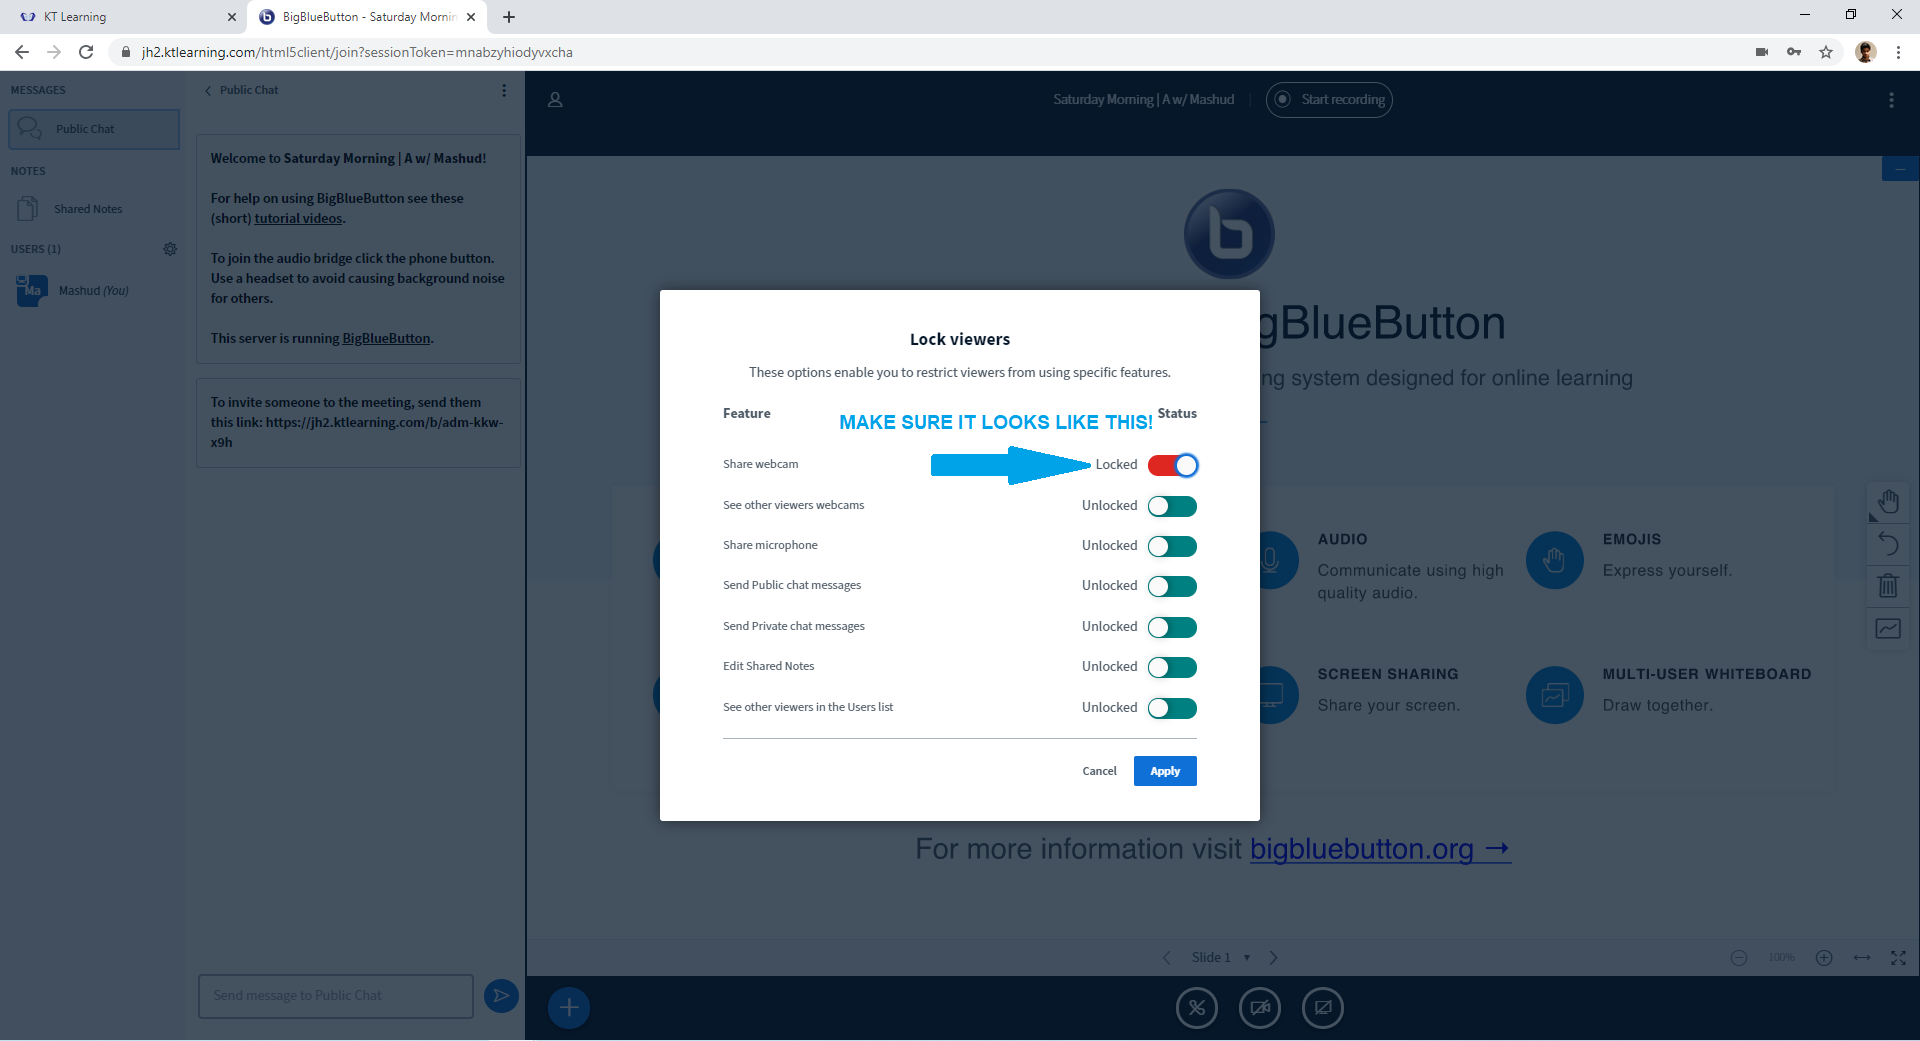 KT Learning
BigBlueButton - Saturday Mornin
jh2.ktlearning.com/html5client/join?sessionToken=mnabzyhiodyvxcha
MESSAGES
Public Chat
NOTES
Shared Notes
USERS (1)
Ma
Mashud (You)
Public Chat
Welcome to Saturday Morning | A w/ Mashud!
For help on using BigBlueButton see these
(short) tutorial videos.
To join the audio bridge click the phone button.
Use a headset to avoid causing background noise
for others.
This server is running BigBlueButton.
To invite someone to the meeting, send them
this link: https://jh2.ktlearning.com/b/adm-kkw-
x9h
Send message to Public Chat
Saturday Morning | A w/ Mashud
Start recording
gBlueButton
ng system designed for online learning
Lock viewers
These options enable you to restrict viewers from using specific features.
Feature
Status
MAKE SURE IT LOOKS LIKE THIS!
Share webcam Locked
See other viewers webcams Unlocked
Share microphone Unlocked
Send Public chat messages Unlocked
Send Private chat messages Unlocked
Edit Shared Notes Unlocked
See other viewers in the Users list Unlocked
Cancel
Apply
AUDIO
Communicate using high
quality audio.
EMOJIS
Express yourself.
SCREEN SHARING
Share your screen.
MULTI-USER WHITEBOARD
Draw together.
For more information visit bigbluebutton.org →
Slide 1
100%